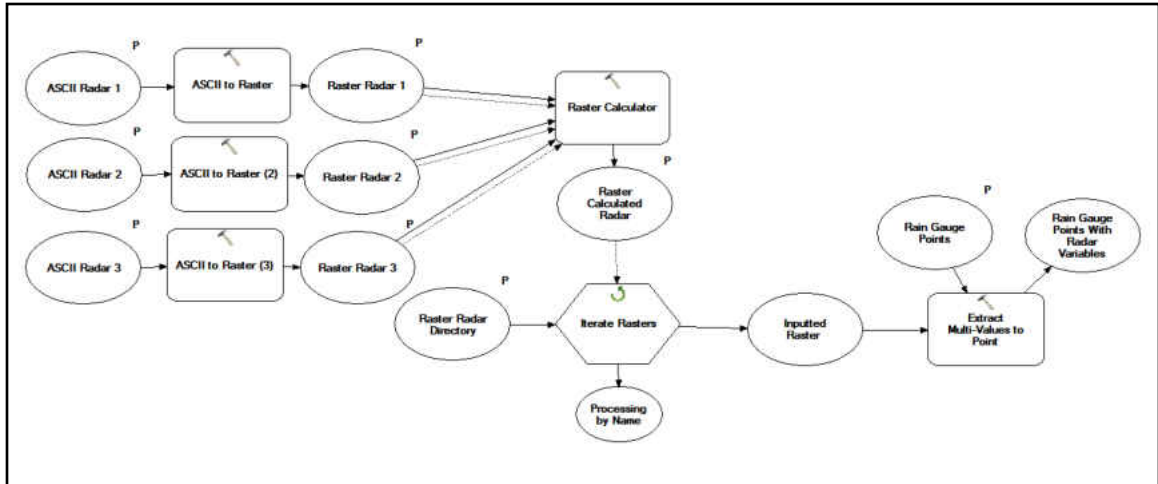 P
ASCII Radar 1
ASCII to Raster
P
Raster Radar 1
Raster Calculator
P
ASCII Radar 2
ASCII to Raster (2)
P
Raster Radar 2
P
Raster
Calculated
Radar
P
ASCII Radar 3
ASCII to Raster (3)
P
Raster Radar 3
P
Raster Radar
Directory
Iterate Rasters
Processing
by Name
Inputted
Raster
P
Rain Gauge
Points
Rain Gauge
Points With
Radar
Variables
Extract
Multi-Values to
Point